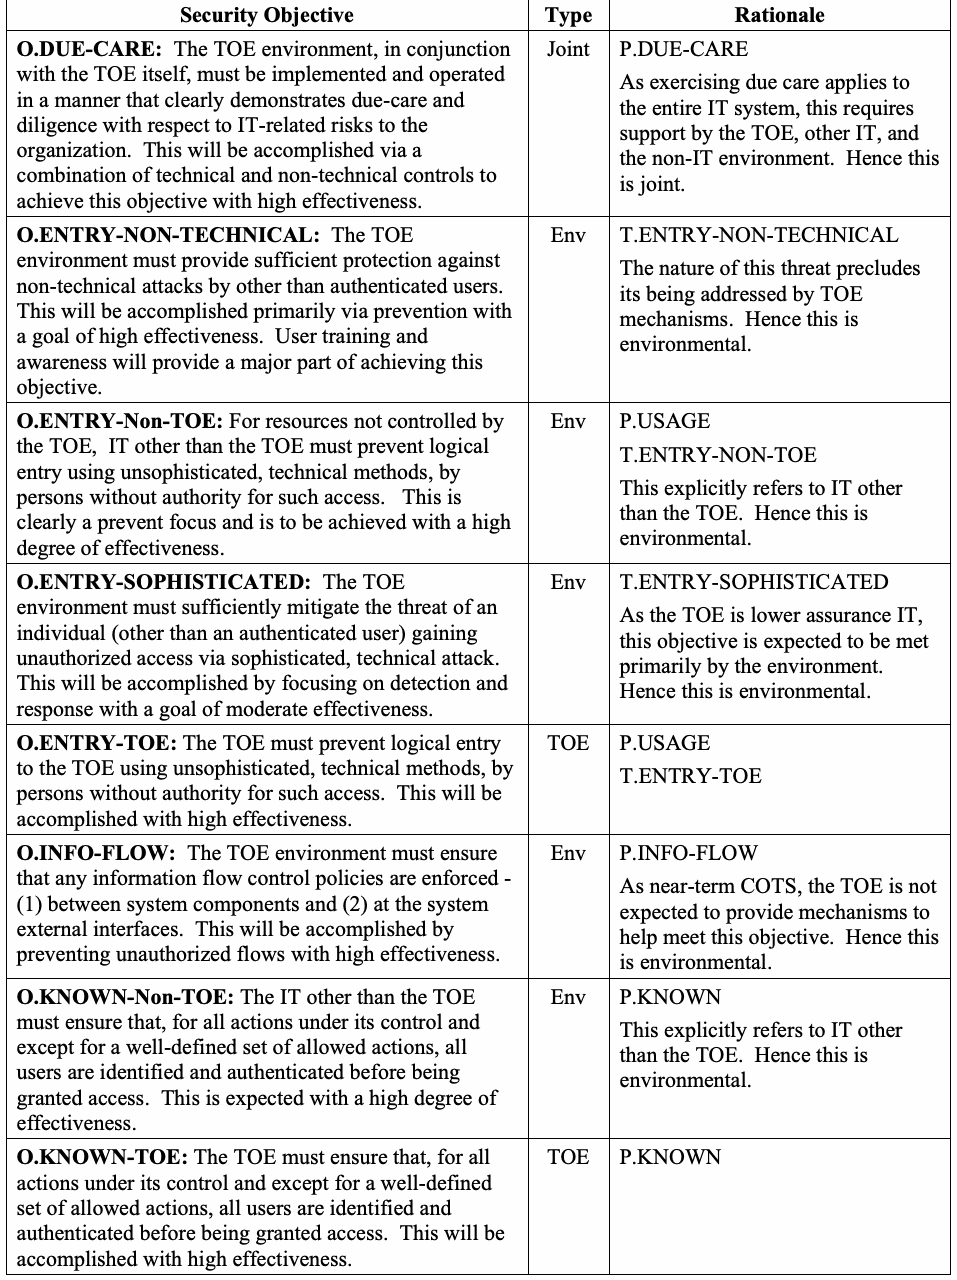 Security Objective Type Rationale
O.DUE-CARE:  The TOE environment, in conjunction
with the TOE itself, must be implemented and operated
in a manner that clearly demonstrates due-care and
diligence with respect to IT-related risks to the
organization.  This will be accomplished via a
combination of technical and non-technical controls to
achieve this objective with high effectiveness.
Joint
P.DUE-CARE
As exercising due care applies to
the entire IT system, this requires
support by the TOE, other IT, and
the non-IT environment.  Hence this
is joint.
O.ENTRY-NON-TECHNICAL:  The TOE
environment must provide sufficient protection against
non-technical attacks by other than authenticated users.
This will be accomplished primarily via prevention with
a goal of high effectiveness.  User training and
awareness will provide a major part of achieving this
objective.
Env
T.ENTRY-NON-TECHNICAL
The nature of this threat precludes
its being addressed by TOE
mechanisms.  Hence this is
environmental.
O.ENTRY-Non-TOE: For resources not controlled by
the TOE,  IT other than the TOE must prevent logical
entry using unsophisticated, technical methods, by
persons without authority for such access.   This is
clearly a prevent focus and is to be achieved with a high
degree of effectiveness.
Env
P.USAGE
T.ENTRY-NON-TOE
This explicitly refers to IT other
than the TOE.  Hence this is
environmental.
O.ENTRY-SOPHISTICATED:  The TOE
environment must sufficiently mitigate the threat of an
individual (other than an authenticated user) gaining
unauthorized access via sophisticated, technical attack.
This will be accomplished by focusing on detection and
response with a goal of moderate effectiveness.
Env
T.ENTRY-SOPHISTICATED
As the TOE is lower assurance IT,
this objective is expected to be met
primarily by the environment.
Hence this is environmental.
O.ENTRY-TOE: The TOE must prevent logical entry
to the TOE using unsophisticated, technical methods, by
persons without authority for such access.  This will be
accomplished with high effectiveness.
TOE
P.USAGE
T.ENTRY-TOE
O.INFO-FLOW:  The TOE environment must ensure
that any information flow control policies are enforced -
(1) between system components and (2) at the system
external interfaces.  This will be accomplished by
preventing unauthorized flows with high effectiveness.
Env
P.INFO-FLOW
As near-term COTS, the TOE is not
expected to provide mechanisms to
help meet this objective.  Hence this
is environmental.
O.KNOWN-Non-TOE: The IT other than the TOE
must ensure that, for all actions under its control and
except for a well-defined set of allowed actions, all
users are identified and authenticated before being
granted access.  This is expected with a high degree of
effectiveness.
Env
P.KNOWN
This explicitly refers to IT other
than the TOE.  Hence this is
environmental.
O.KNOWN-TOE: The TOE must ensure that, for all
actions under its control and except for a well-defined
set of allowed actions, all users are identified and
authenticated before being granted access.  This will be
accomplished with high effectiveness.
TOE
P.KNOWN